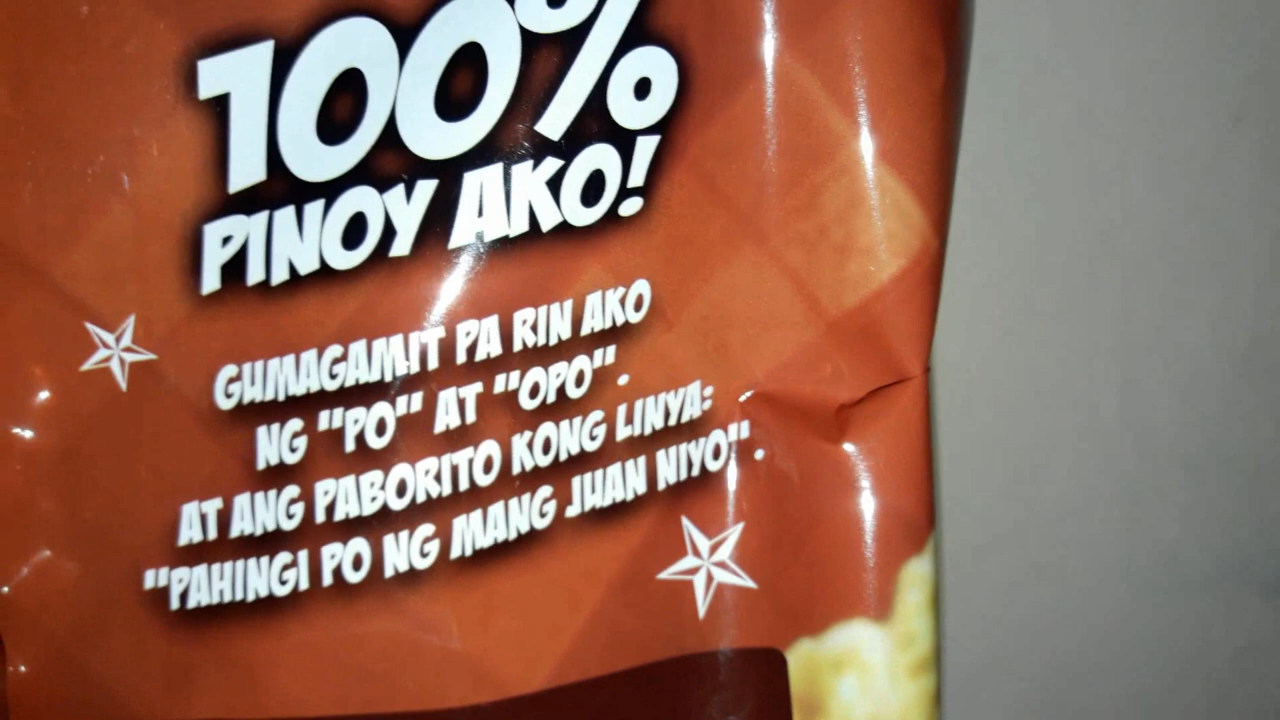 100%
PINOY AKO!
GUMAGAMIT PA RIN AKO
NG "PO" AT "OPO".
AT ANG PABORITO KONG LINYA:
"PAHINGI PO NG MANG JUAN NIYO".